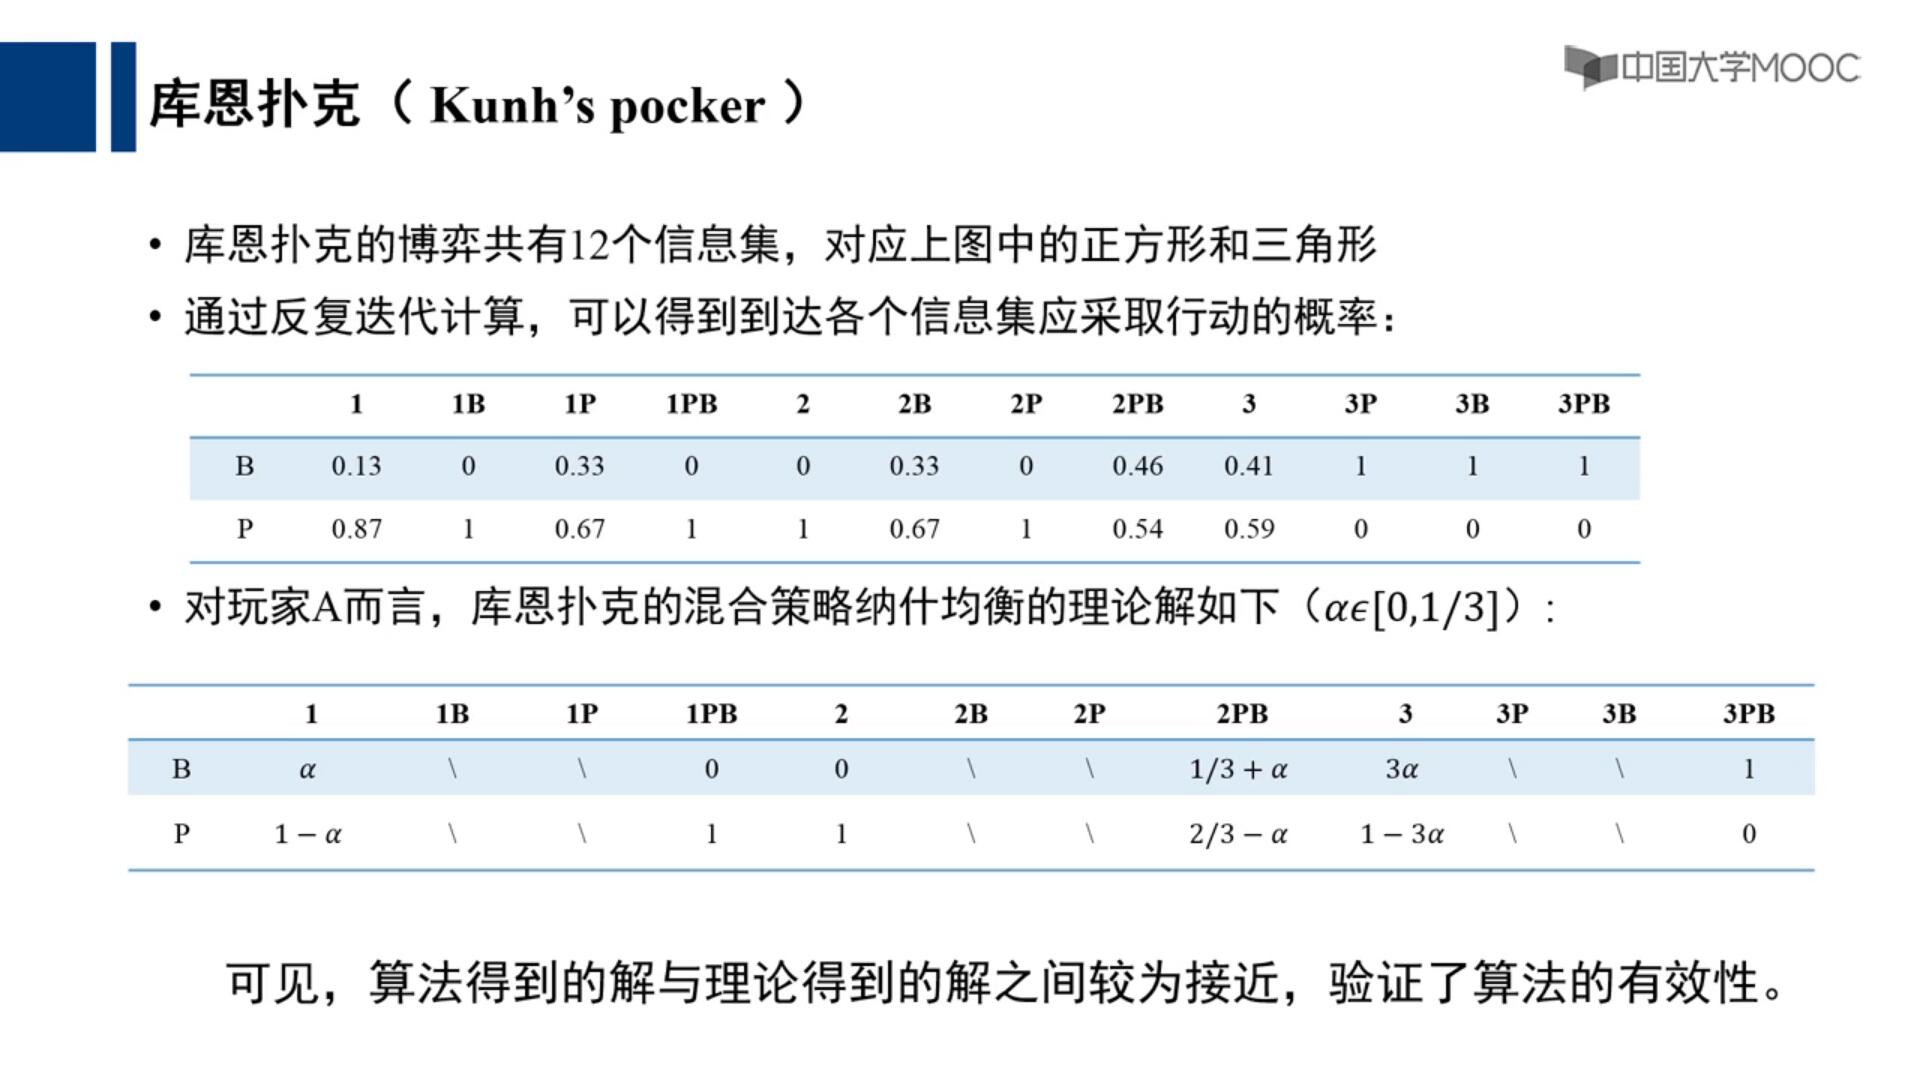 中国大学MOOC
库恩扑克（ Kunh’s pocker ）
• 库恩扑克的博弈共有12个信息集，对应上图中的正方形和三角形
• 通过反复迭代计算，可以得到到达各个信息集应采取行动的概率：
1 1B 1P 1PB 2 2B 2P 2PB 3 3P 3B 3PB
B 0.13 0 0.33 0 0 0.33 0 0.46 0.41 1 1 1
P 0.87 1 0.67 1 1 0.67 1 0.54 0.59 0 0 0
• 对玩家A而言，库恩扑克的混合策略纳什均衡的理论解如下（αϵ[0,1/3]）:
1 1B 1P 1PB 2 2B 2P 2PB 3 3P 3B 3PB
B α \ \ 0 0 \ \ 1/3 + α 3α \ \ 1
P 1 − α \ \ 1 1 \ \ 2/3 − α 1 − 3α \ \ 0
可见，算法得到的解与理论得到的解之间较为接近，验证了算法的有效性。